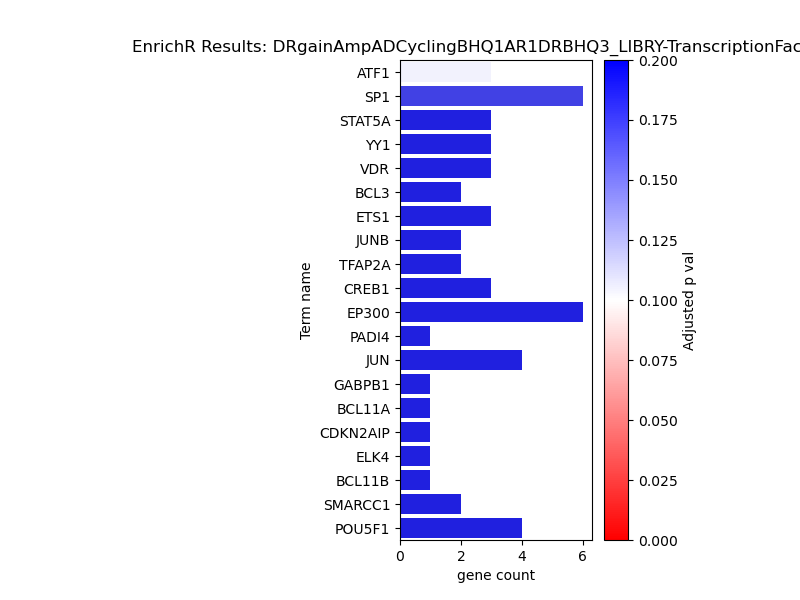 EnrichR Results: DRgainAmpADCyclingBHQ1AR1DRBHQ3_LIBRY-TranscriptionFac
ATF1
SP1
STAT5A
YY1
VDR
BCL3
ETS1
JUNB
TFAP2A
CREB1
EP300
PADI4
JUN
GABPB1
BCL11A
CDKN2AIP
ELK4
BCL11B
SMARCC1
POU5F1
Term name
0 2 4 6
gene count
0.200
0.175
0.150
0.125
0.100
0.075
0.050
0.025
0.000
Adjusted p val